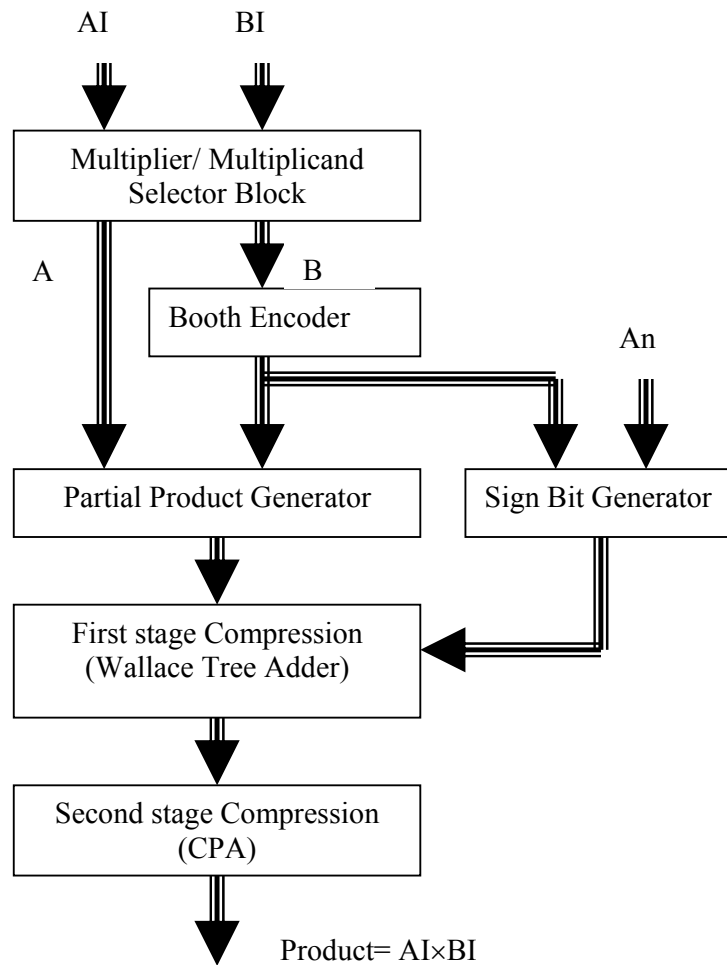 AI
BI
Multiplier/ Multiplicand
Selector Block
A
B
Booth Encoder
An
Partial Product Generator
Sign Bit Generator
First stage Compression
(Wallace Tree Adder)
Second stage Compression
(CPA)
Product= AI×BI